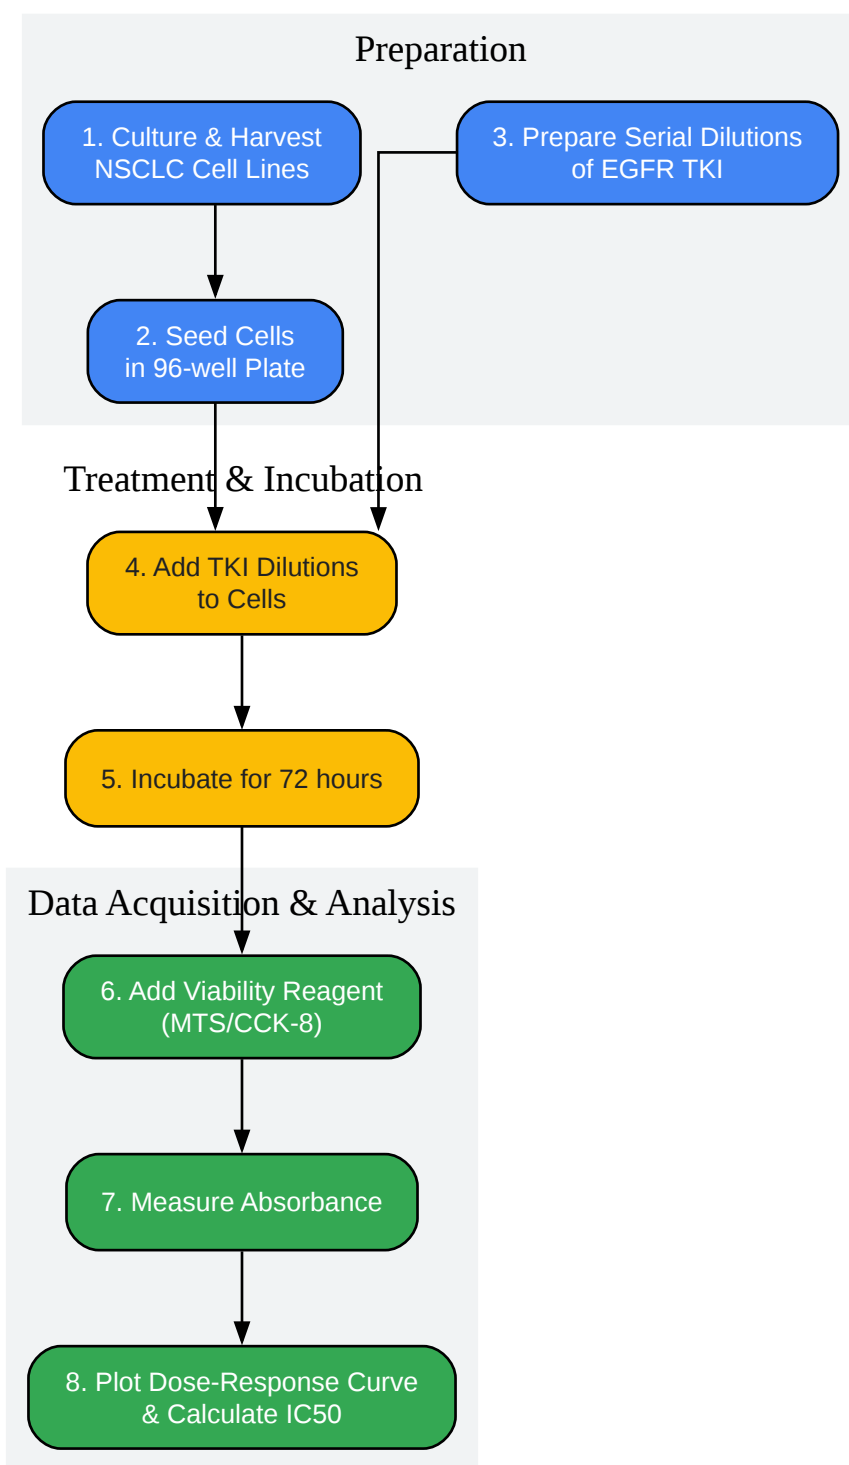 Preparation
1. Culture & Harvest
NSCLC Cell Lines
3. Prepare Serial Dilutions
of EGFR TKI
2. Seed Cells
in 96-well Plate
Treatment & Incubation
4. Add TKI Dilutions
to Cells
5. Incubate for 72 hours
Data Acquisition & Analysis
6. Add Viability Reagent
(MTS/CCK-8)
7. Measure Absorbance
8. Plot Dose-Response Curve
& Calculate IC50